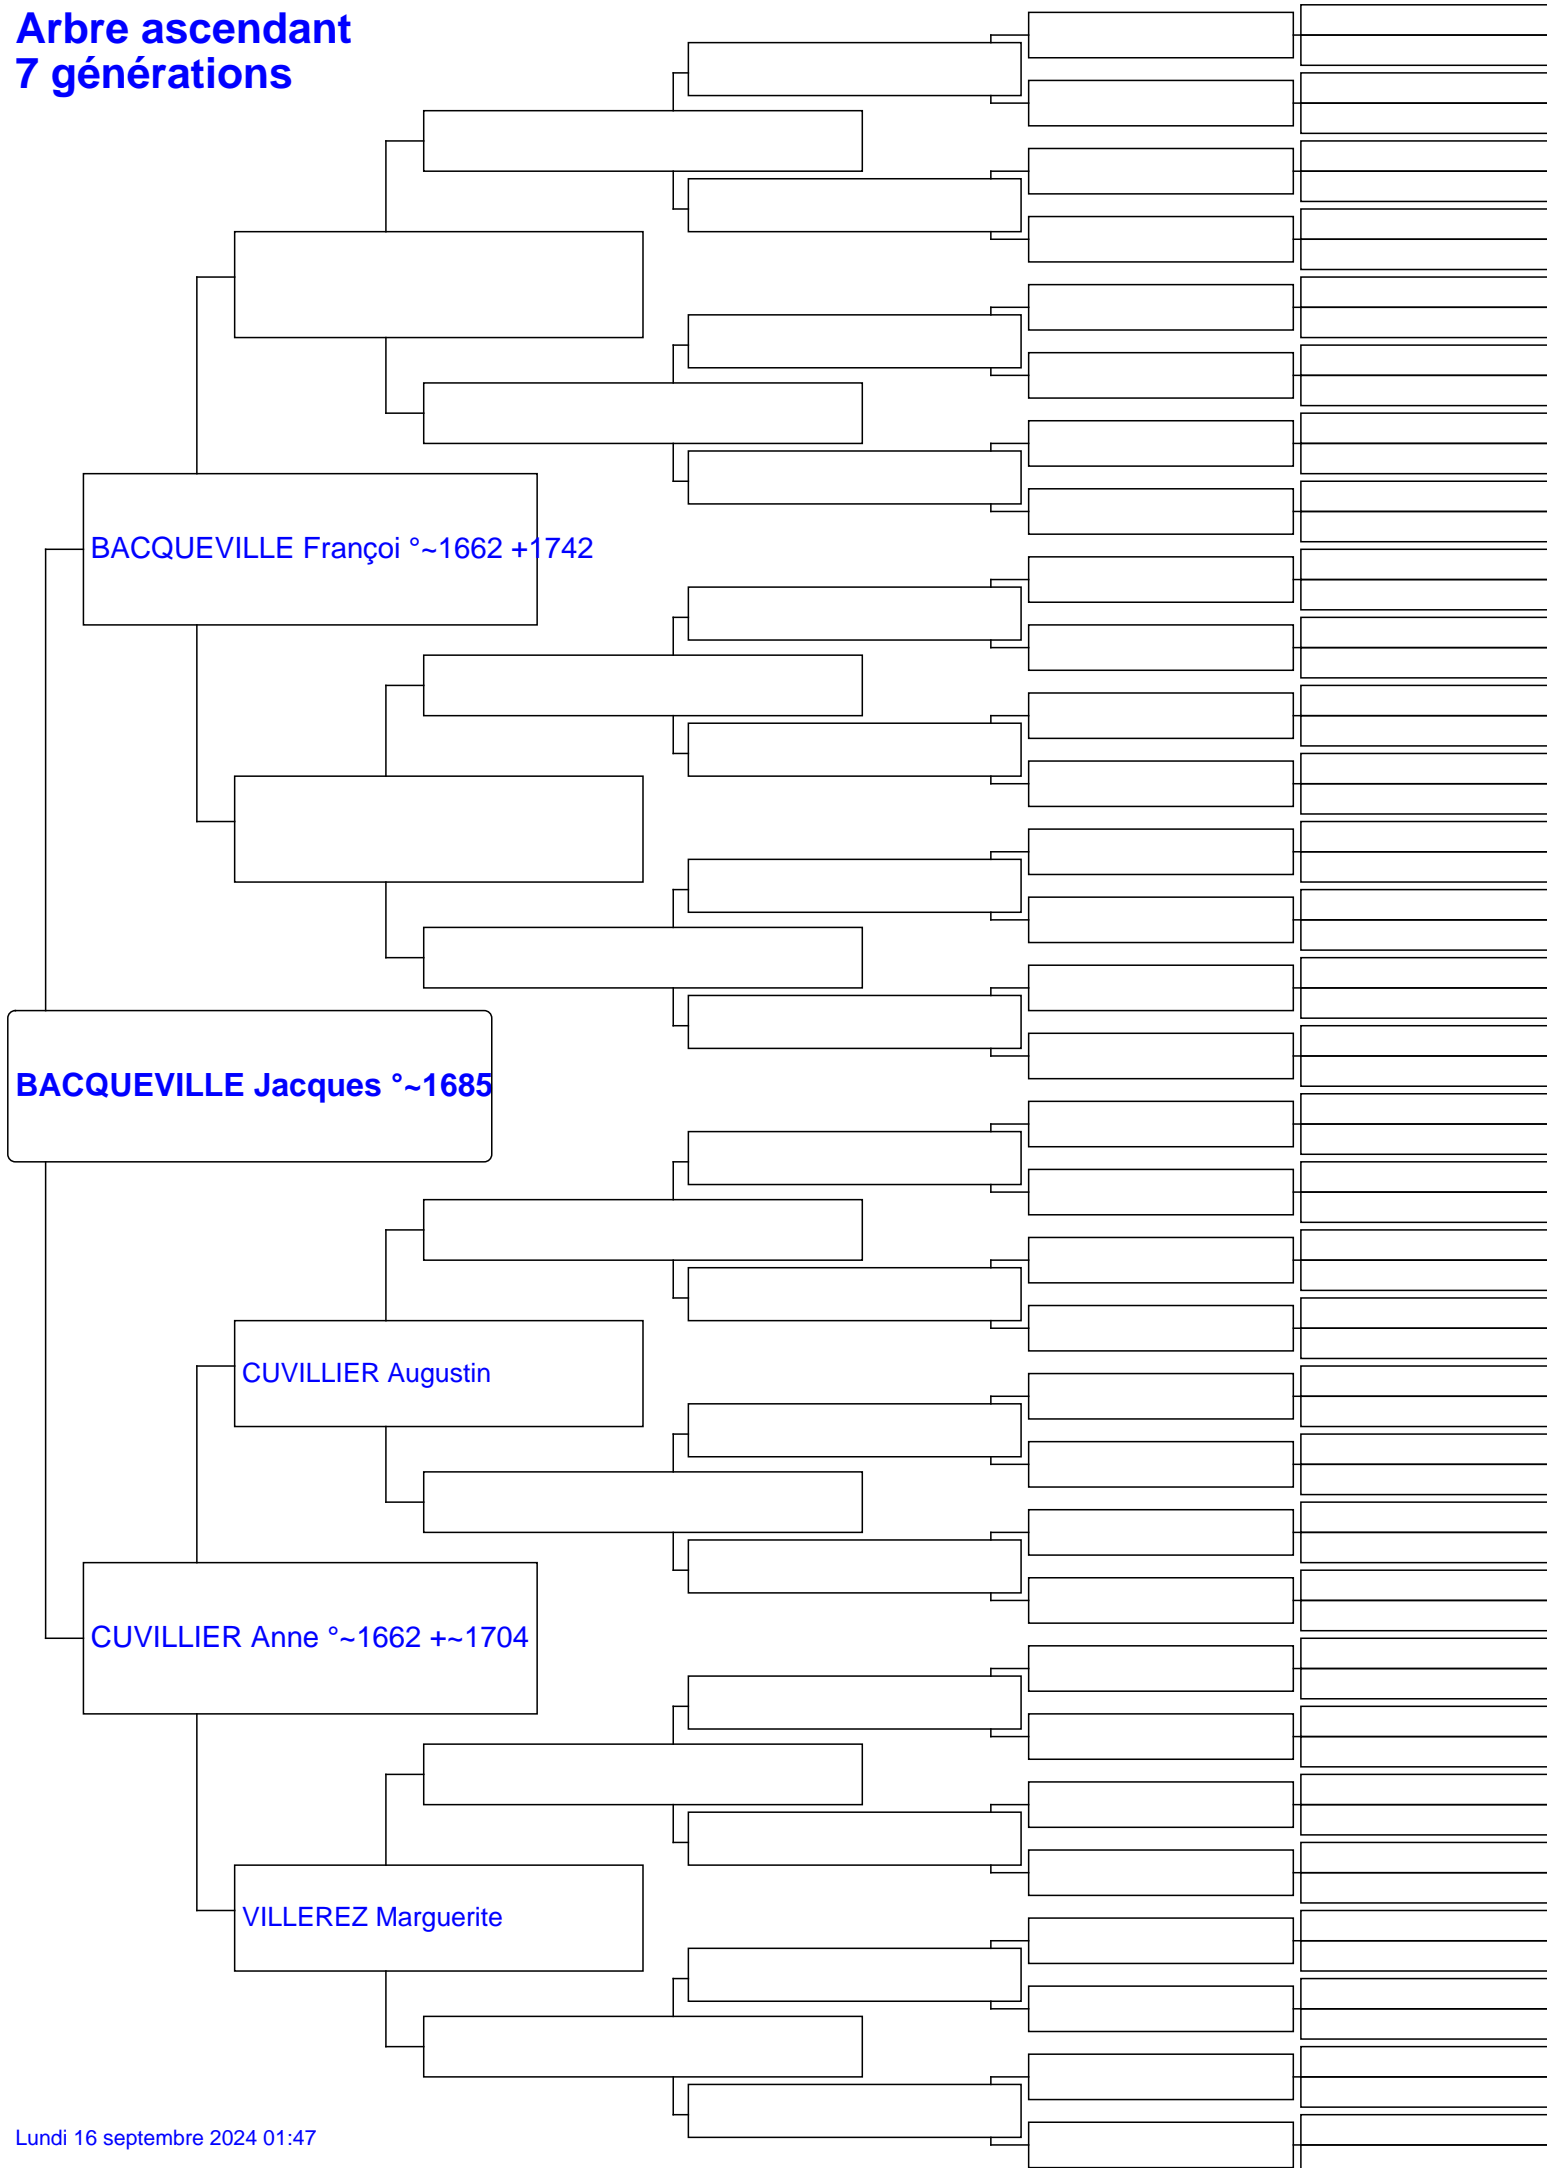 Arbre ascendant
7 générations
BACQUEVILLE Françoi °~1662 +1742
BACQUEVILLE Jacques °~1685
CUVILLIER Augustin
CUVILLIER Anne °~1662 +~1704
VILLEREZ Marguerite
Lundi 16 septembre 2024 01:47